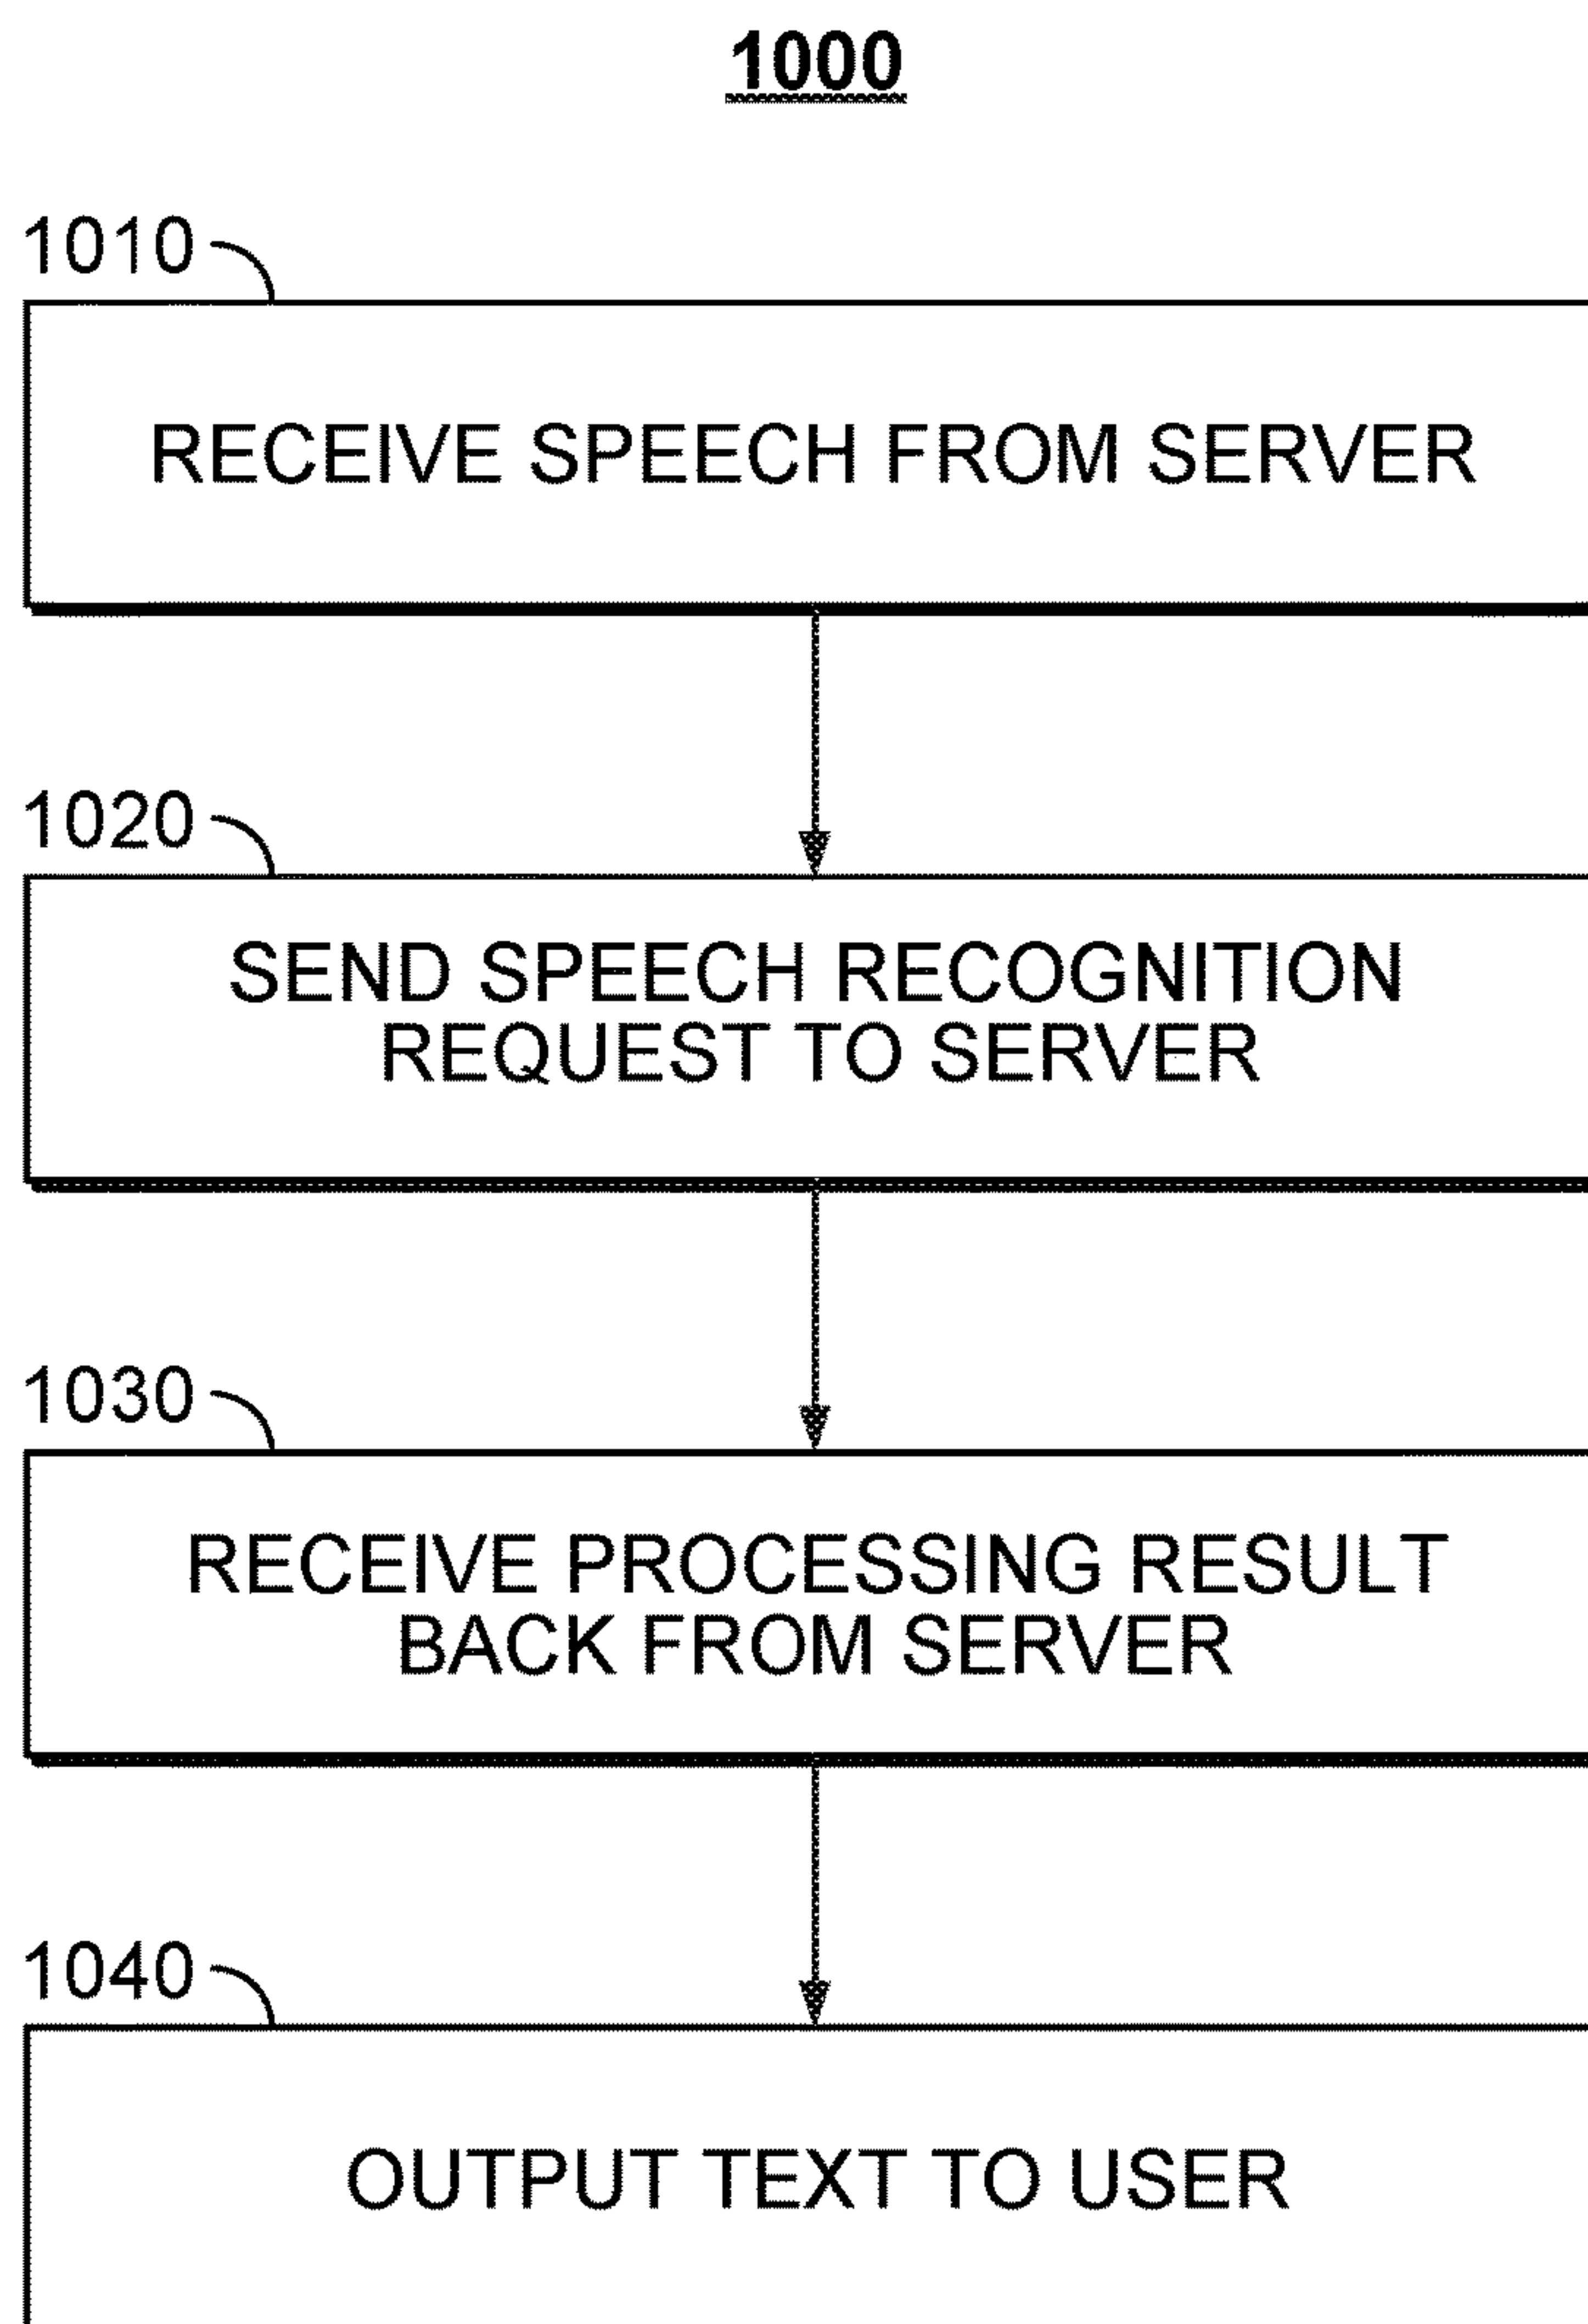 1000
1010
RECEIVE SPEECH FROM SERVER
1020
SEND SPEECH RECOGNITION
REQUEST TO SERVER
1030
RECEIVE PROCESSING RESULT
BACK FROM SERVER
1040
OUTPUT TEXT TO USER